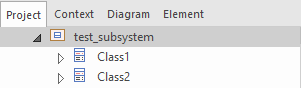 Project Context Diagram Element
test_subsystem
Class1
Class2